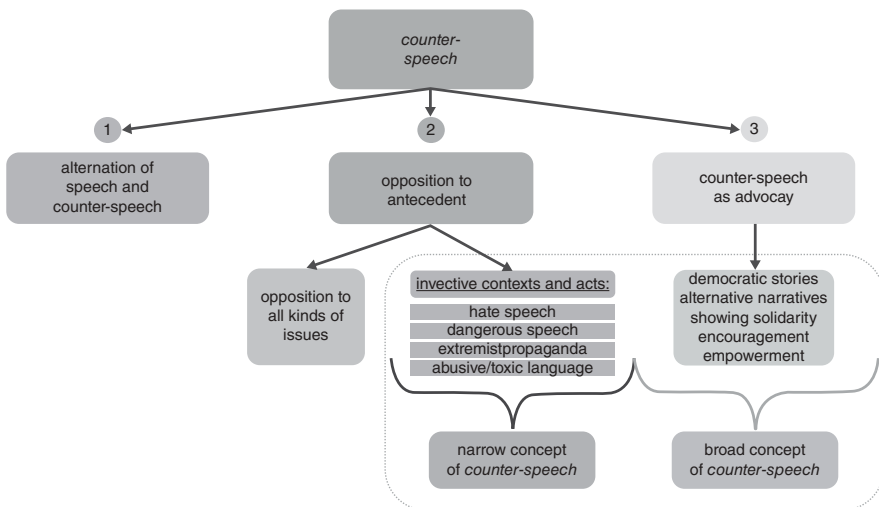 counter-
speech
1
2
3
alternation of
speech and
counter-speech
opposition to
antecedent
counter-speech
as advocay
opposition to
all kinds of
issues
invective contexts and acts:
hate speech
dangerous speech
extremistpropaganda
abusive/toxic language
democratic stories
alternative narratives
showing solidarity
encouragement
empowerment
narrow concept
of counter-speech
broad concept
of counter-speech